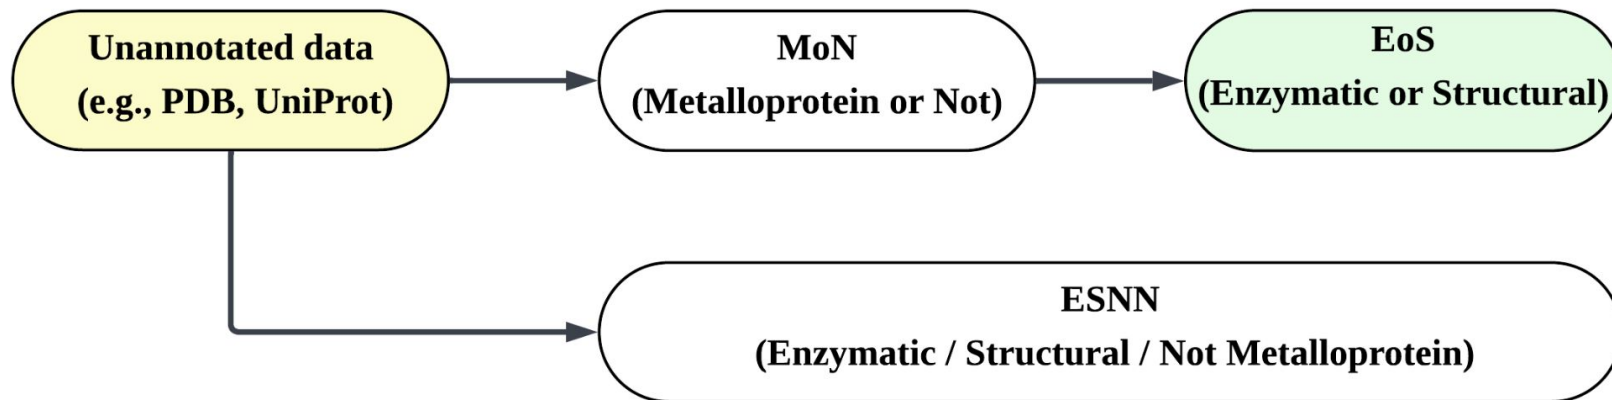 Unannotated data
(e.g., PDB, UniProt)
MoN
(Metalloprotein or Not)
EoS
(Enzymatic or Structural)
ESNN
(Enzymatic / Structural / Not Metalloprotein)